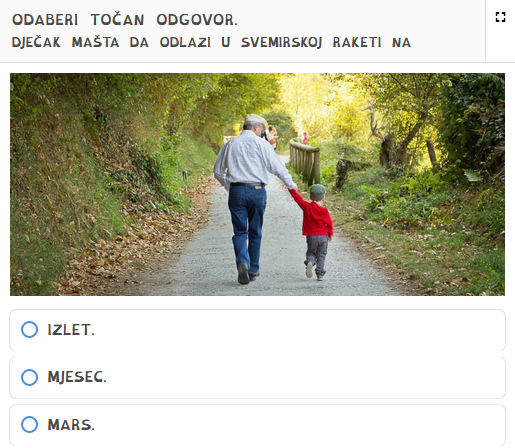 ODABERI TOČAN ODGOVOR.
DJEČAK MAŠTA DA ODLAZI U SVEMIRSKOJ RAKETI NA
IZLET.
MJESEC.
MARS.